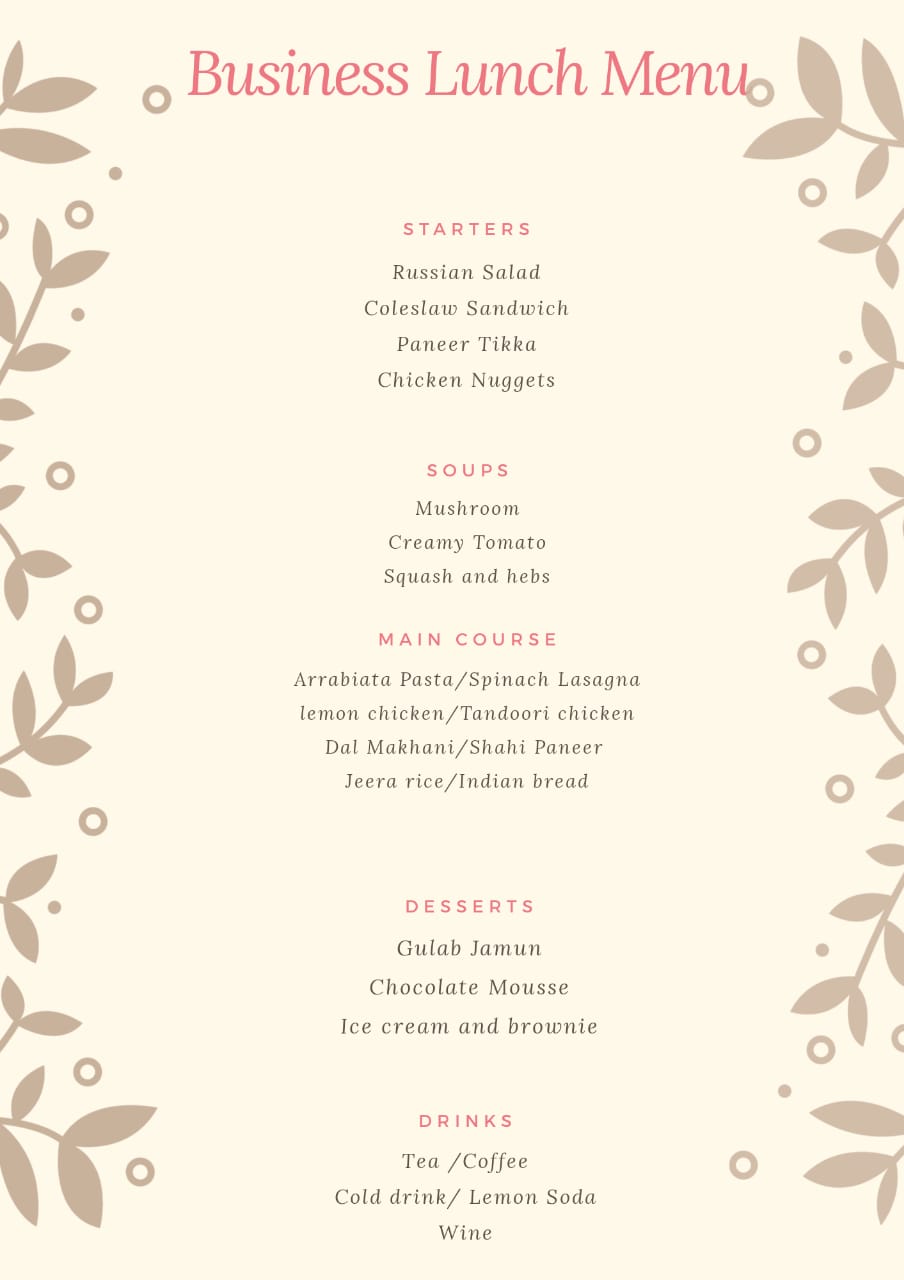 Business Lunch Menu
STARTERS
Russian Salad
Coleslaw Sandwich
Paneer Tikka
Chicken Nuggets
SOUPS
Mushroom
Creamy Tomato
Squash and hebs
MAIN COURSE
Arrabiata Pasta/Spinach Lasagna
lemon chicken/Tandoori chicken
Dal Makhani/Shahi Paneer
Jeera rice/Indian bread
DESSERTS
Gulab Jamun
Chocolate Mousse
Ice cream and brownie
DRINKS
Tea /Coffee
Cold drink/ Lemon Soda
Wine